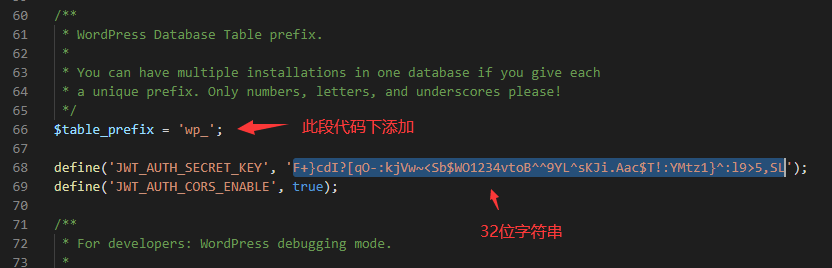 60 /**
61 * WordPress Database Table prefix.
62 *
63 * You can have multiple installations in one database if you give each
64 * a unique prefix. Only numbers, letters, and underscores please!
65 */
66 $table_prefix = 'wp_'; 此段代码下添加
67
68 define('JWT_AUTH_SECRET_KEY', 'F+}cdI?[qO-:kjVw~<Sb$WO1234vtoB^^9YL^sKJi.Aac$T!:YMtz1}^:l9>5,SL');
69 define('JWT_AUTH_CORS_ENABLE', true);
32位字符串
70
71 /**
72 * For developers: WordPress debugging mode.
73 *